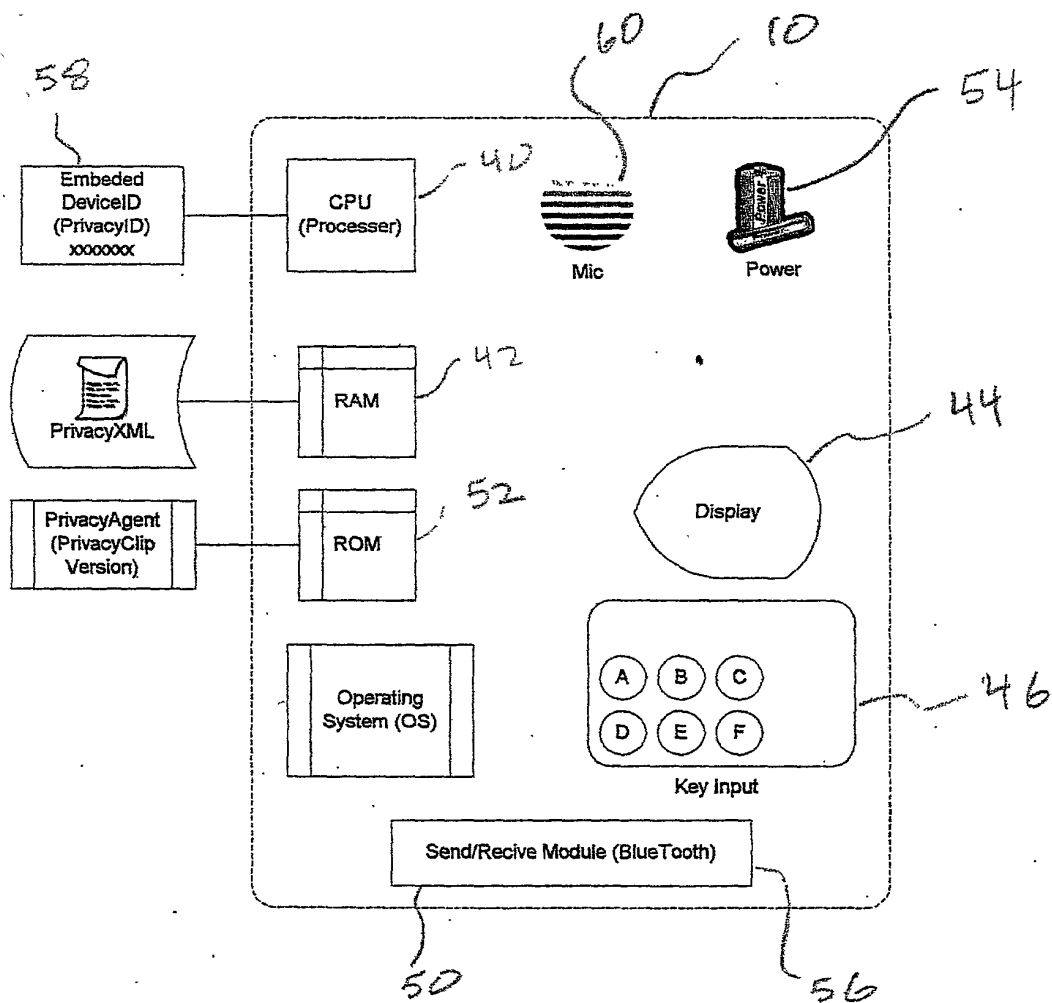 60
10
58
54
Embeded
DeviceID
(PrivacyID)
xxxxxxx
CPU
(Processer)
40
Mic
Power
Power
PrivacyXML
RAM
42
44
Display
PrivacyAgent
(PrivacyClip
Version)
ROM
52
Operating
System (OS)
A B C
D E F
46
Key Input
Send/Recive Module (BlueTooth)
50
56